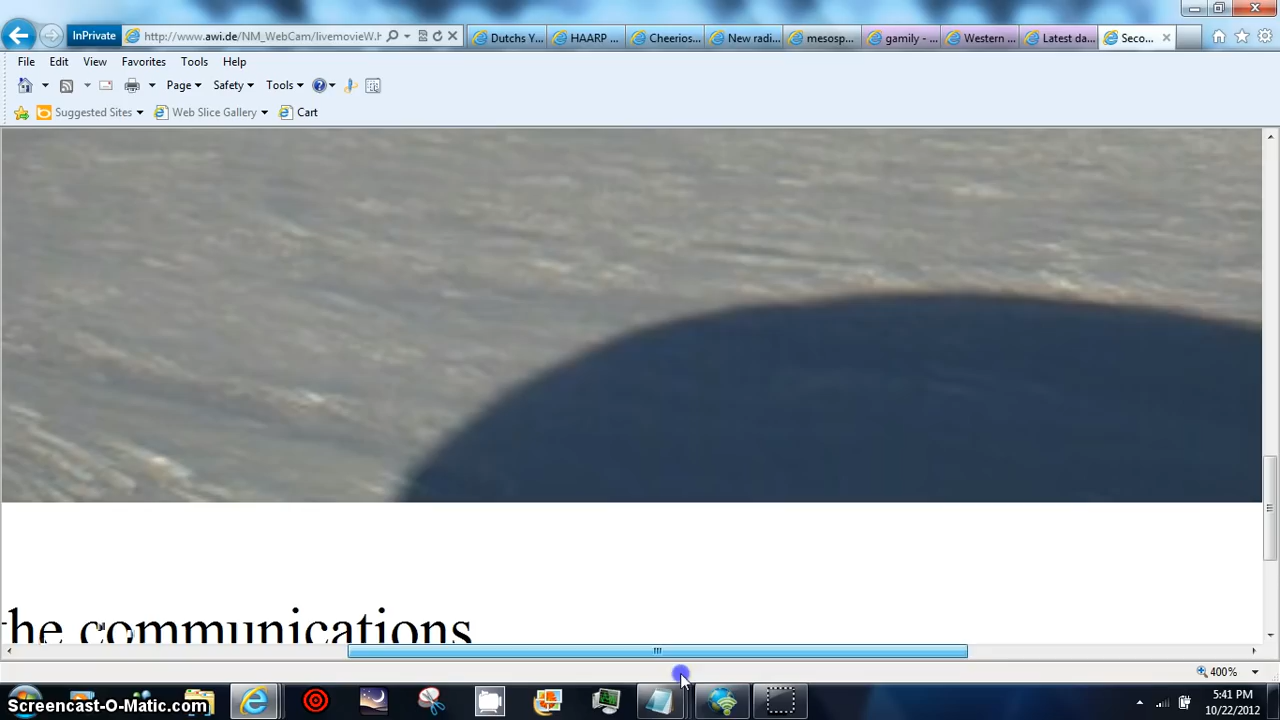 InPrivate
http://www.awi.de/NM_WebCam/livemovieW.h
Dutchs Y...
HAARP ...
Cheerios...
New radi...
mesosp...
gamily - ...
Western ...
Latest da...
Seco...
File Edit View Favorites Tools Help
Page Safety Tools
Suggested Sites Web Slice Gallery Cart
the communications
400%
5:41 PM
10/22/2012
Screencast-O-Matic.com